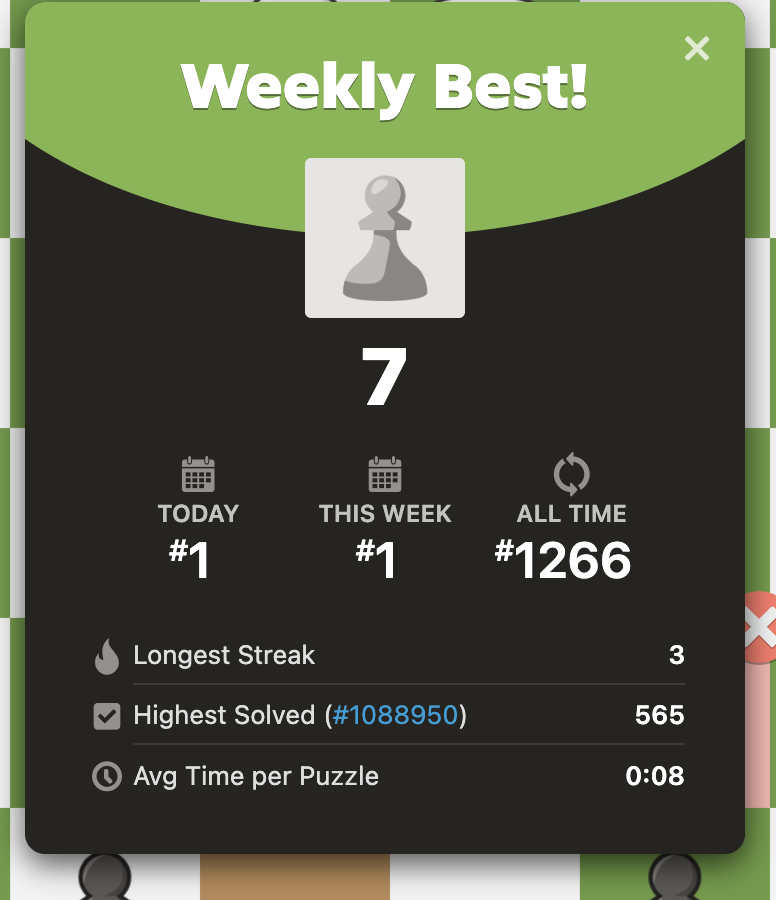 Weekly Best!
7
TODAY THIS WEEK ALL TIME
#1 #1 #1266
Longest Streak 3
Highest Solved (#1088950) 565
Avg Time per Puzzle 0:08